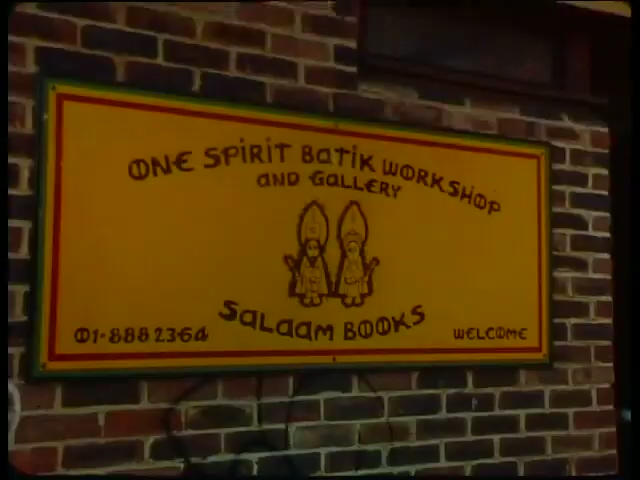 ONE SPIRIT BATIK WORKSHOP
AND GALLERY
SALAAM BOOKS
01-888 2364
WELCOME